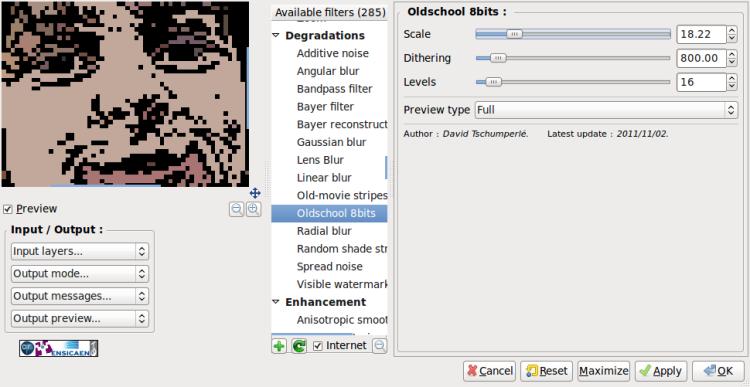 Available filters (285)
Degradations
Additive noise
Angular blur
Bandpass filter
Bayer filter
Bayer reconstruct
Gaussian blur
Lens Blur
Linear blur
Old-movie stripes
Oldschool 8bits
Radial blur
Random shade str
Spread noise
Visible watermark
Enhancement
Anisotropic smoot
Internet
Preview
Input / Output :
Input layers...
Output mode...
Output messages...
Output preview...
ENSICAEN
Oldschool 8bits :
Scale 18.22
Dithering 800.00
Levels 16
Preview type Full
Author : David Tschumperlé. Latest update : 2011/11/02.
Cancel Reset Maximize Apply OK